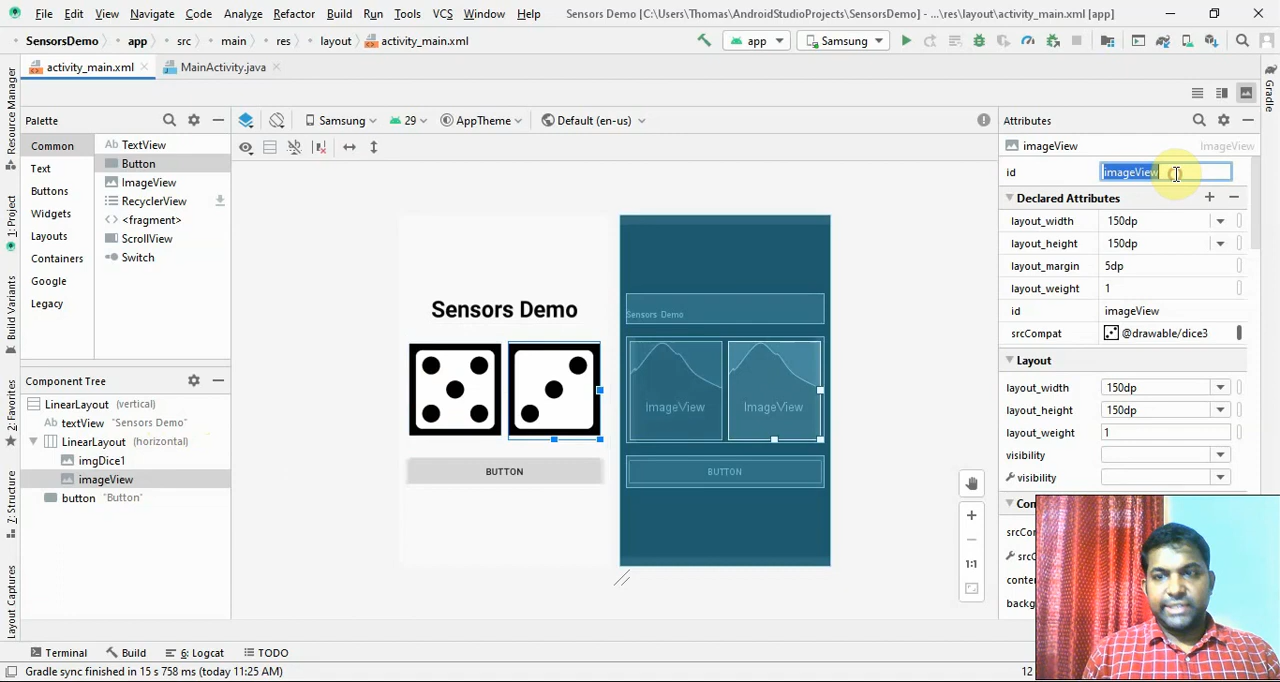 File Edit View Navigate Code Analyze Refactor Build Run Tools VCS Window Help Sensors Demo [C:\Users\Thomas\AndroidStudioProjects\SensorsDemo] - ...\res\layout\activity_main.xml [app]
SensorsDemo app src main res layout activity_main.xml app Samsung
activity_main.xml MainActivity.java
Resource Manager
1: Project
Build Variants
2: Favorites
7: Structure
Layout Captures
Gradle
Palette
Common
Text
Buttons
Widgets
Layouts
Containers
Google
Legacy
Ab TextView
Button
ImageView
RecyclerView
<> <fragment>
ScrollView
Switch
Component Tree
LinearLayout (vertical)
Ab textView "Sensors Demo"
LinearLayout (horizontal)
imgDice1
imageView
button "Button"
Samsung 29 AppTheme Default (en-us)
Sensors Demo
BUTTON
Sensors Demo
ImageView ImageView
BUTTON
1:1
Attributes
imageView ImageView
id imageView
Declared Attributes
layout_width 150dp
layout_height 150dp
layout_margin 5dp
layout_weight 1
id imageView
srcCompat @drawable/dice3
Layout
layout_width 150dp
layout_height 150dp
layout_weight 1
visibility
visibility
Terminal Build 6: Logcat TODO
Gradle sync finished in 15 s 758 ms (today 11:25 AM)